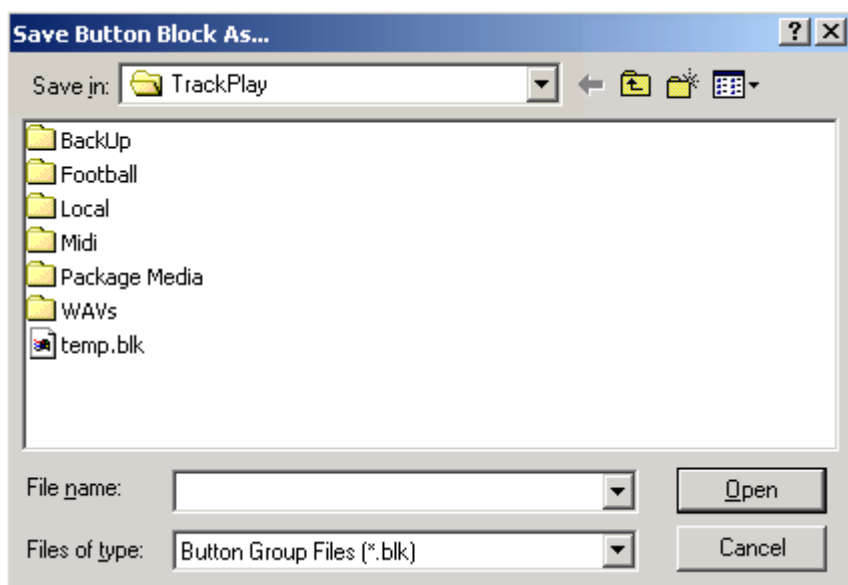 Save Button Block As...
Save in: TrackPlay
BackUp
Football
Local
Midi
Package Media
WAVs
temp.blk
File name: Open
Files of type: Button Group Files (*.blk) Cancel